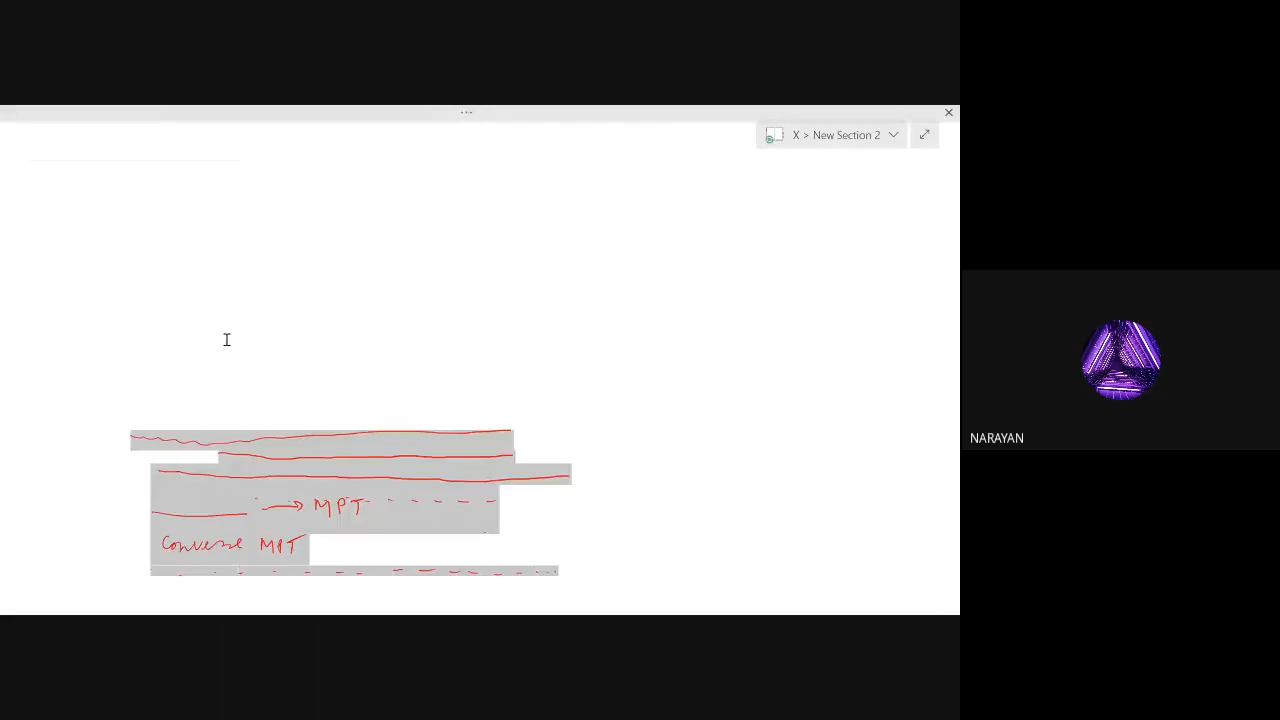 X > New Section 2
→ MPT
Converse MPT
NARAYAN